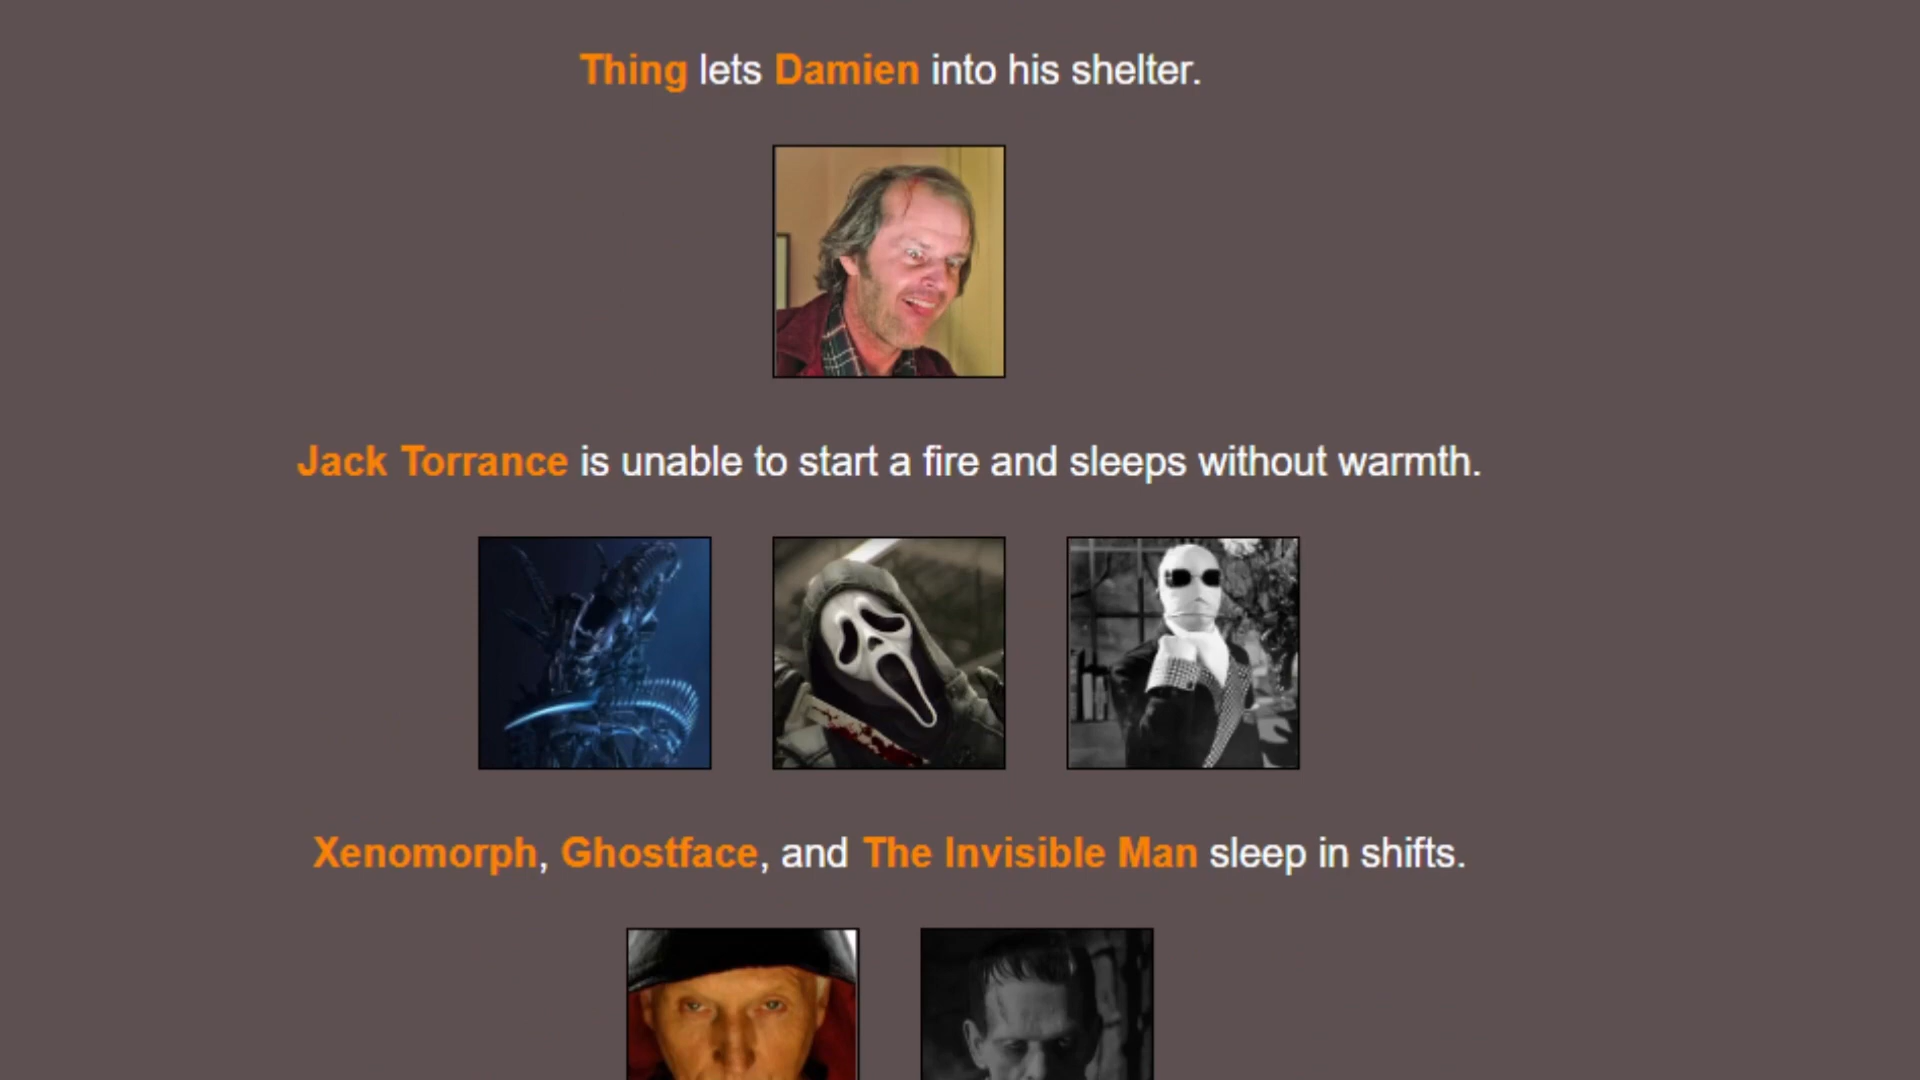 Thing lets Damien into his shelter.
Jack Torrance is unable to start a fire and sleeps without warmth.
Xenomorph, Ghostface, and The Invisible Man sleep in shifts.